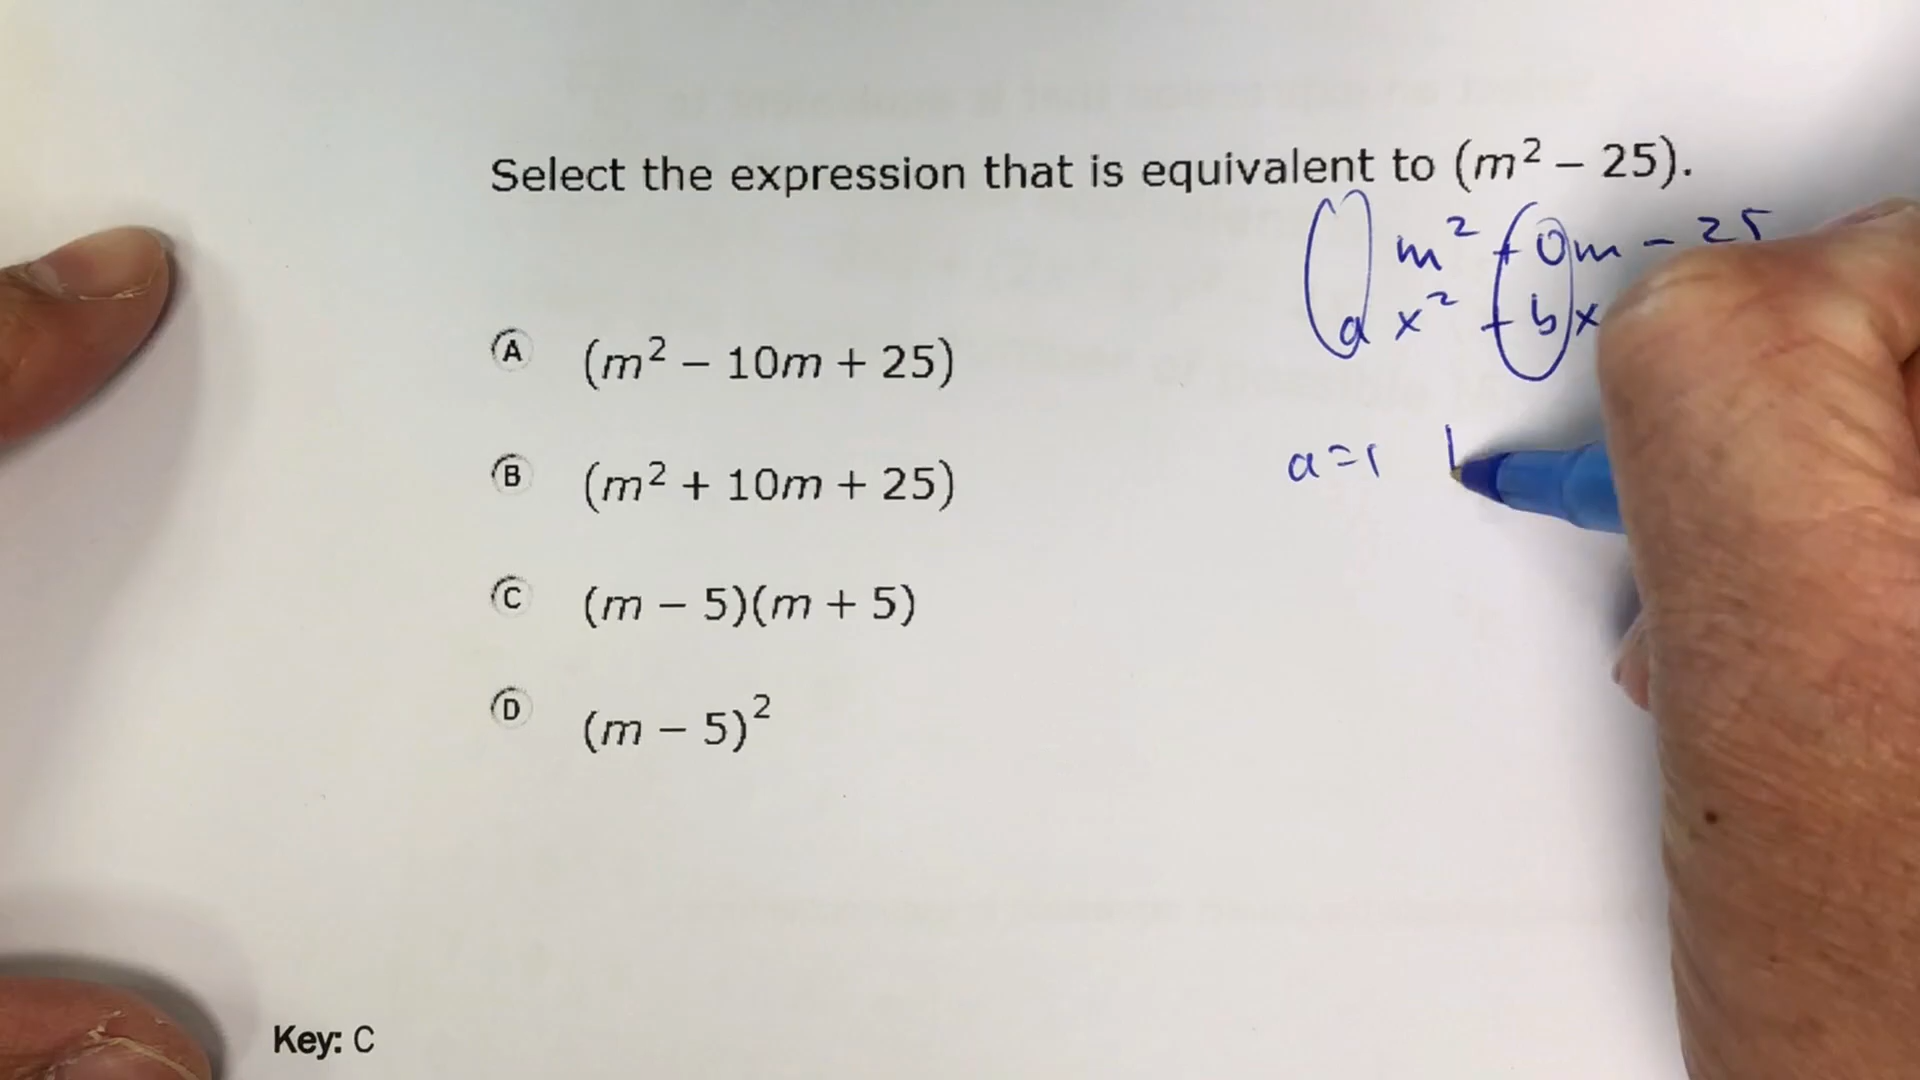 Select the expression that is equivalent to (m² – 25).
m² + 0m – 25
a x² + b x
A (m² – 10m + 25)
a = 1
B (m² + 10m + 25)
C (m – 5)(m + 5)
D (m – 5)²
Key: C